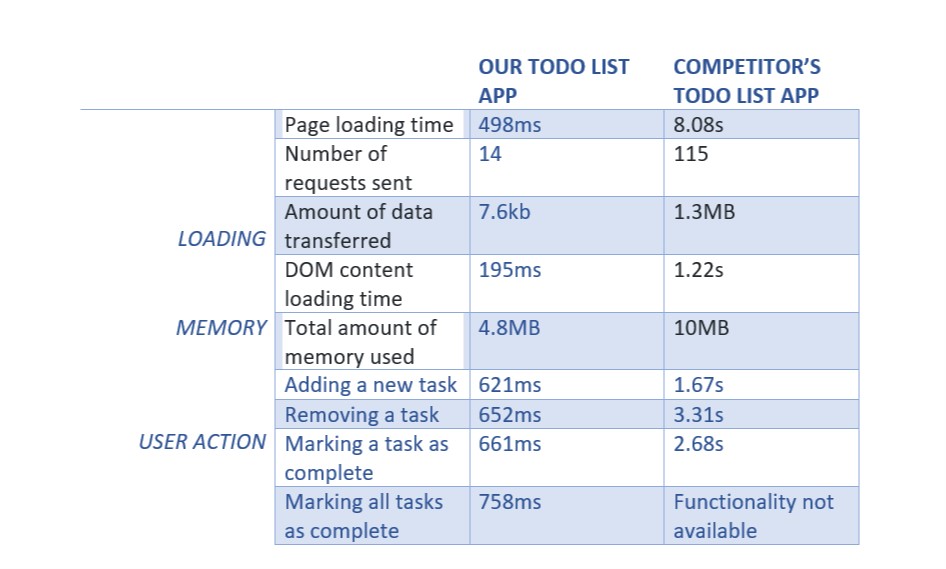 OUR TODO LIST COMPETITOR’S
APP TODO LIST APP
Page loading time 498ms 8.08s
Number of 14 115
requests sent
Amount of data 7.6kb 1.3MB
LOADING transferred
DOM content 195ms 1.22s
loading time
MEMORY Total amount of 4.8MB 10MB
memory used
Adding a new task 621ms 1.67s
Removing a task 652ms 3.31s
USER ACTION Marking a task as 661ms 2.68s
complete
Marking all tasks 758ms Functionality not
as complete available